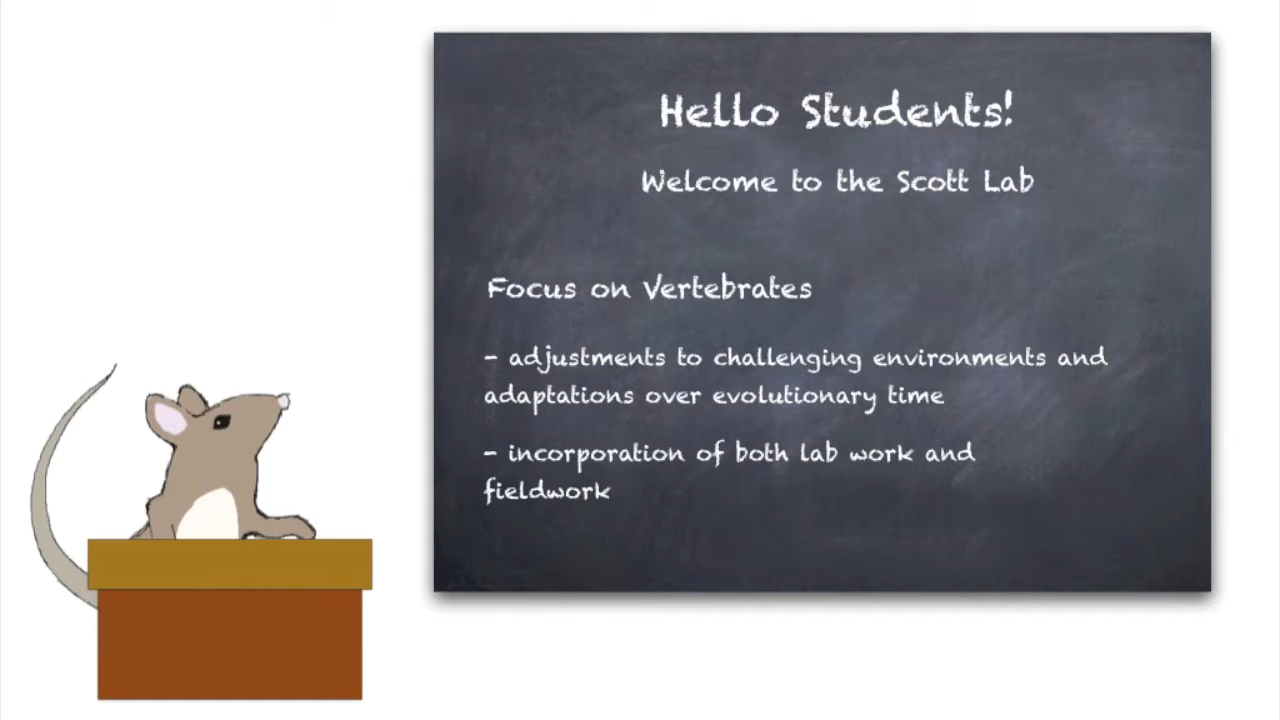 Hello Students!
Welcome to the Scott Lab
Focus on Vertebrates
- adjustments to challenging environments and
adaptations over evolutionary time
- incorporation of both lab work and
fieldwork